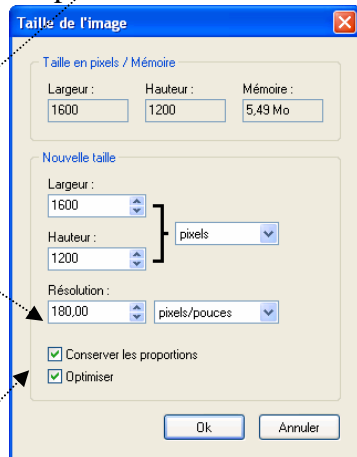 Taille de l'image
Taille en pixels / Mémoire
Largeur : Hauteur : Mémoire :
1600 1200 5,49 Mo
Nouvelle taille
Largeur :
1600
pixels
Hauteur :
1200
Résolution :
180,00 pixels/pouces
Conserver les proportions
Optimiser
Ok Annuler